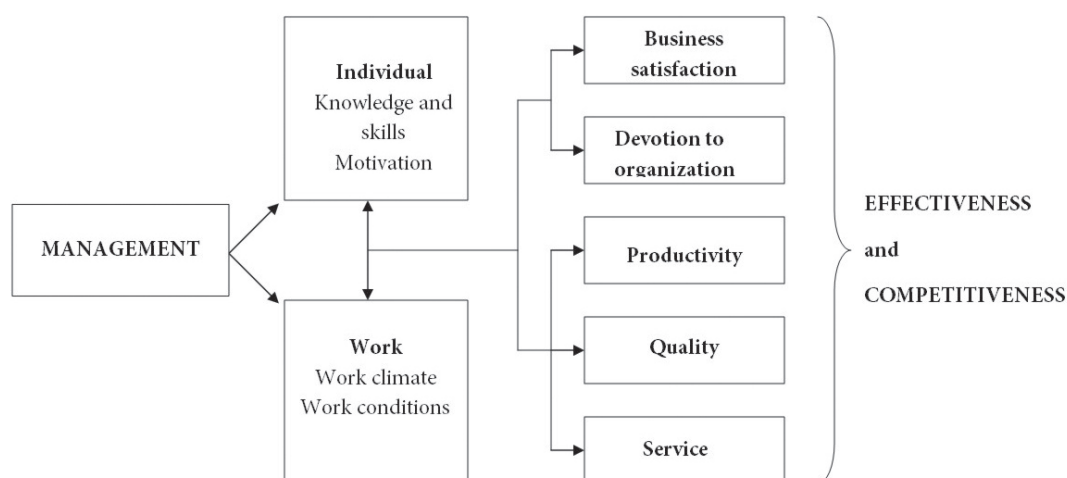 MANAGEMENT
Individual
Knowledge and
skills
Motivation
Work
Work climate
Work conditions
Business
satisfaction
Devotion to
organization
Productivity
Quality
Service
EFFECTIVENESS
and
COMPETITIVENESS